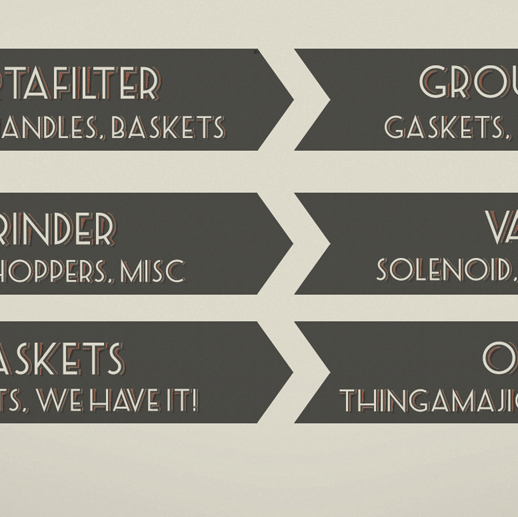 RTAFILTER
ANDLES, BASKETS
GROU
GASKETS,
RINDER
HOPPERS, MISC
VA
SOLENOID,
ASKETS
TS, WE HAVE IT!
O
THINGAMAJIG